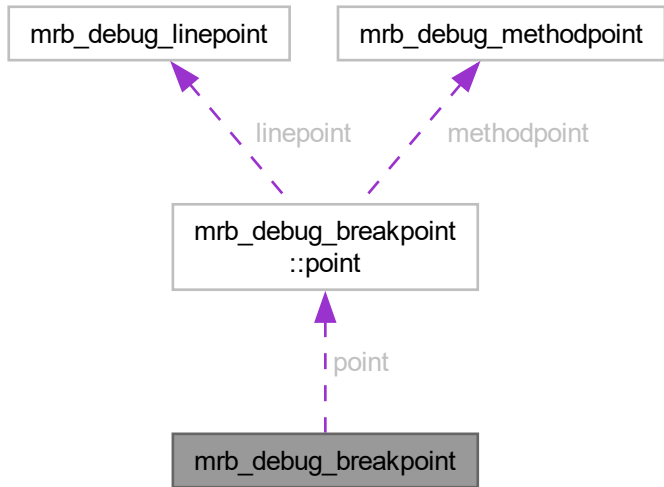 mrb_debug_linepoint
mrb_debug_methodpoint
linepoint
methodpoint
mrb_debug_breakpoint
::point
point
mrb_debug_breakpoint